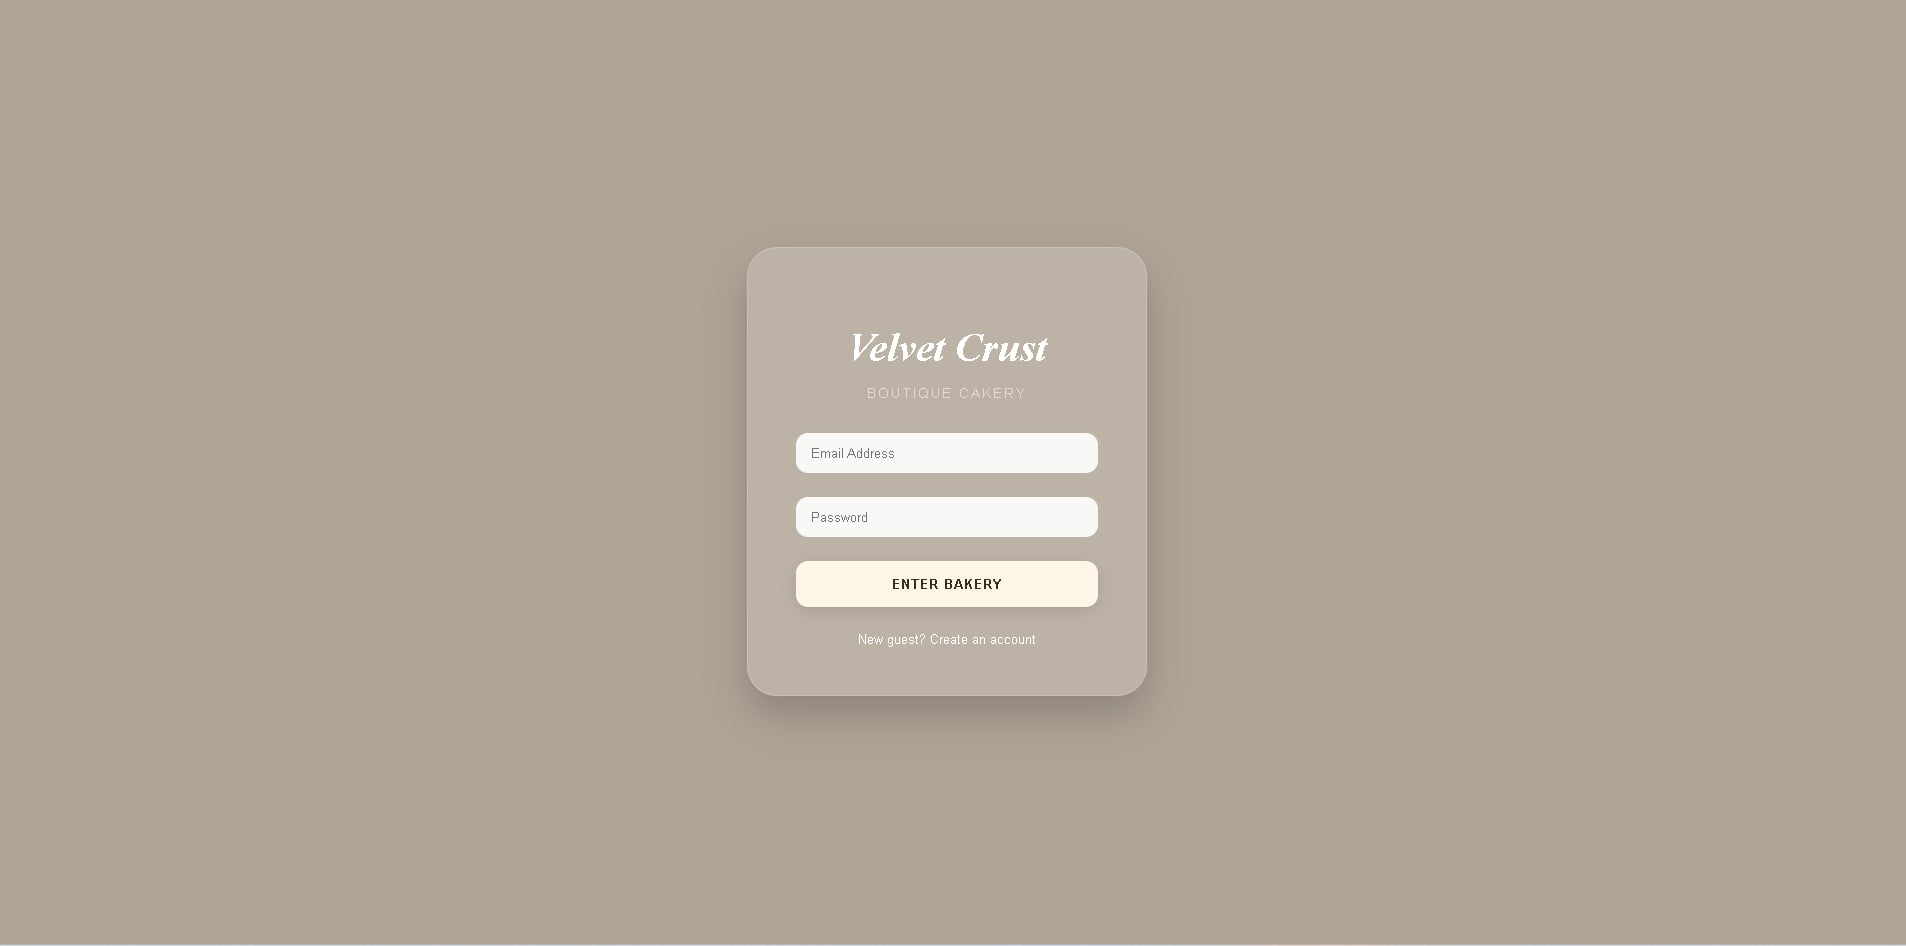 Velvet Crust
BOUTIQUE CAKERY
Email Address
Password
ENTER BAKERY
New guest? Create an account